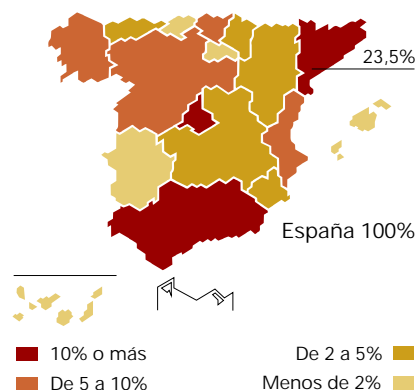 23,5%
España 100%
10% o más
De 2 a 5%
De 5 a 10%
Menos de 2%